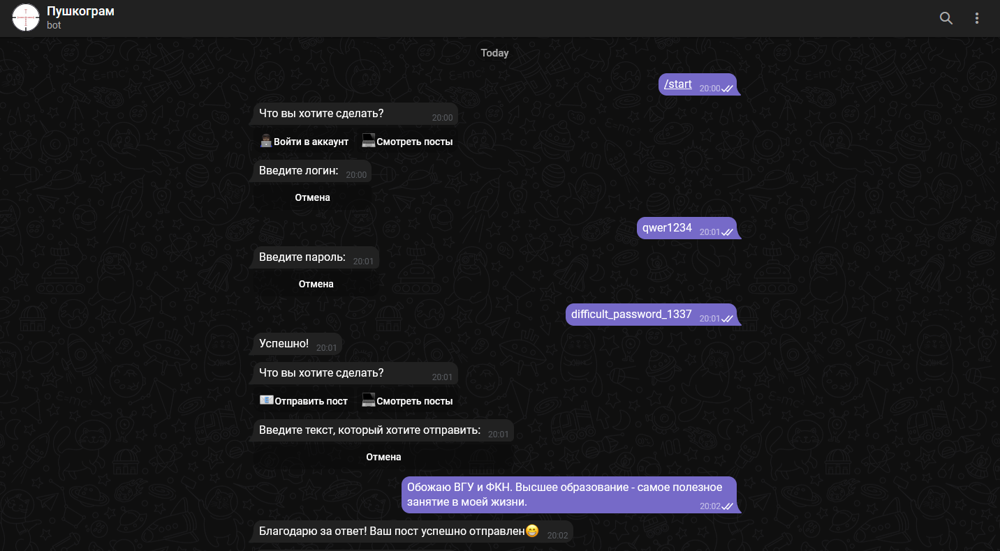 Пушкограм
bot
Today
/start 20:00
Что вы хотите сделать? 20:00
Войти в аккаунт Смотреть посты
Введите логин: 20:00
Отмена
qwer1234 20:01
Введите пароль: 20:01
Отмена
difficult_password_1337 20:01
Успешно! 20:01
Что вы хотите сделать? 20:01
Отправить пост Смотреть посты
Введите текст, который хотите отправить: 20:01
Отмена
Обожаю ВГУ и ФКН. Высшее образование - самое полезное
занятие в моей жизни. 20:02
Благодарю за ответ! Ваш пост успешно отправлен😁 20:02